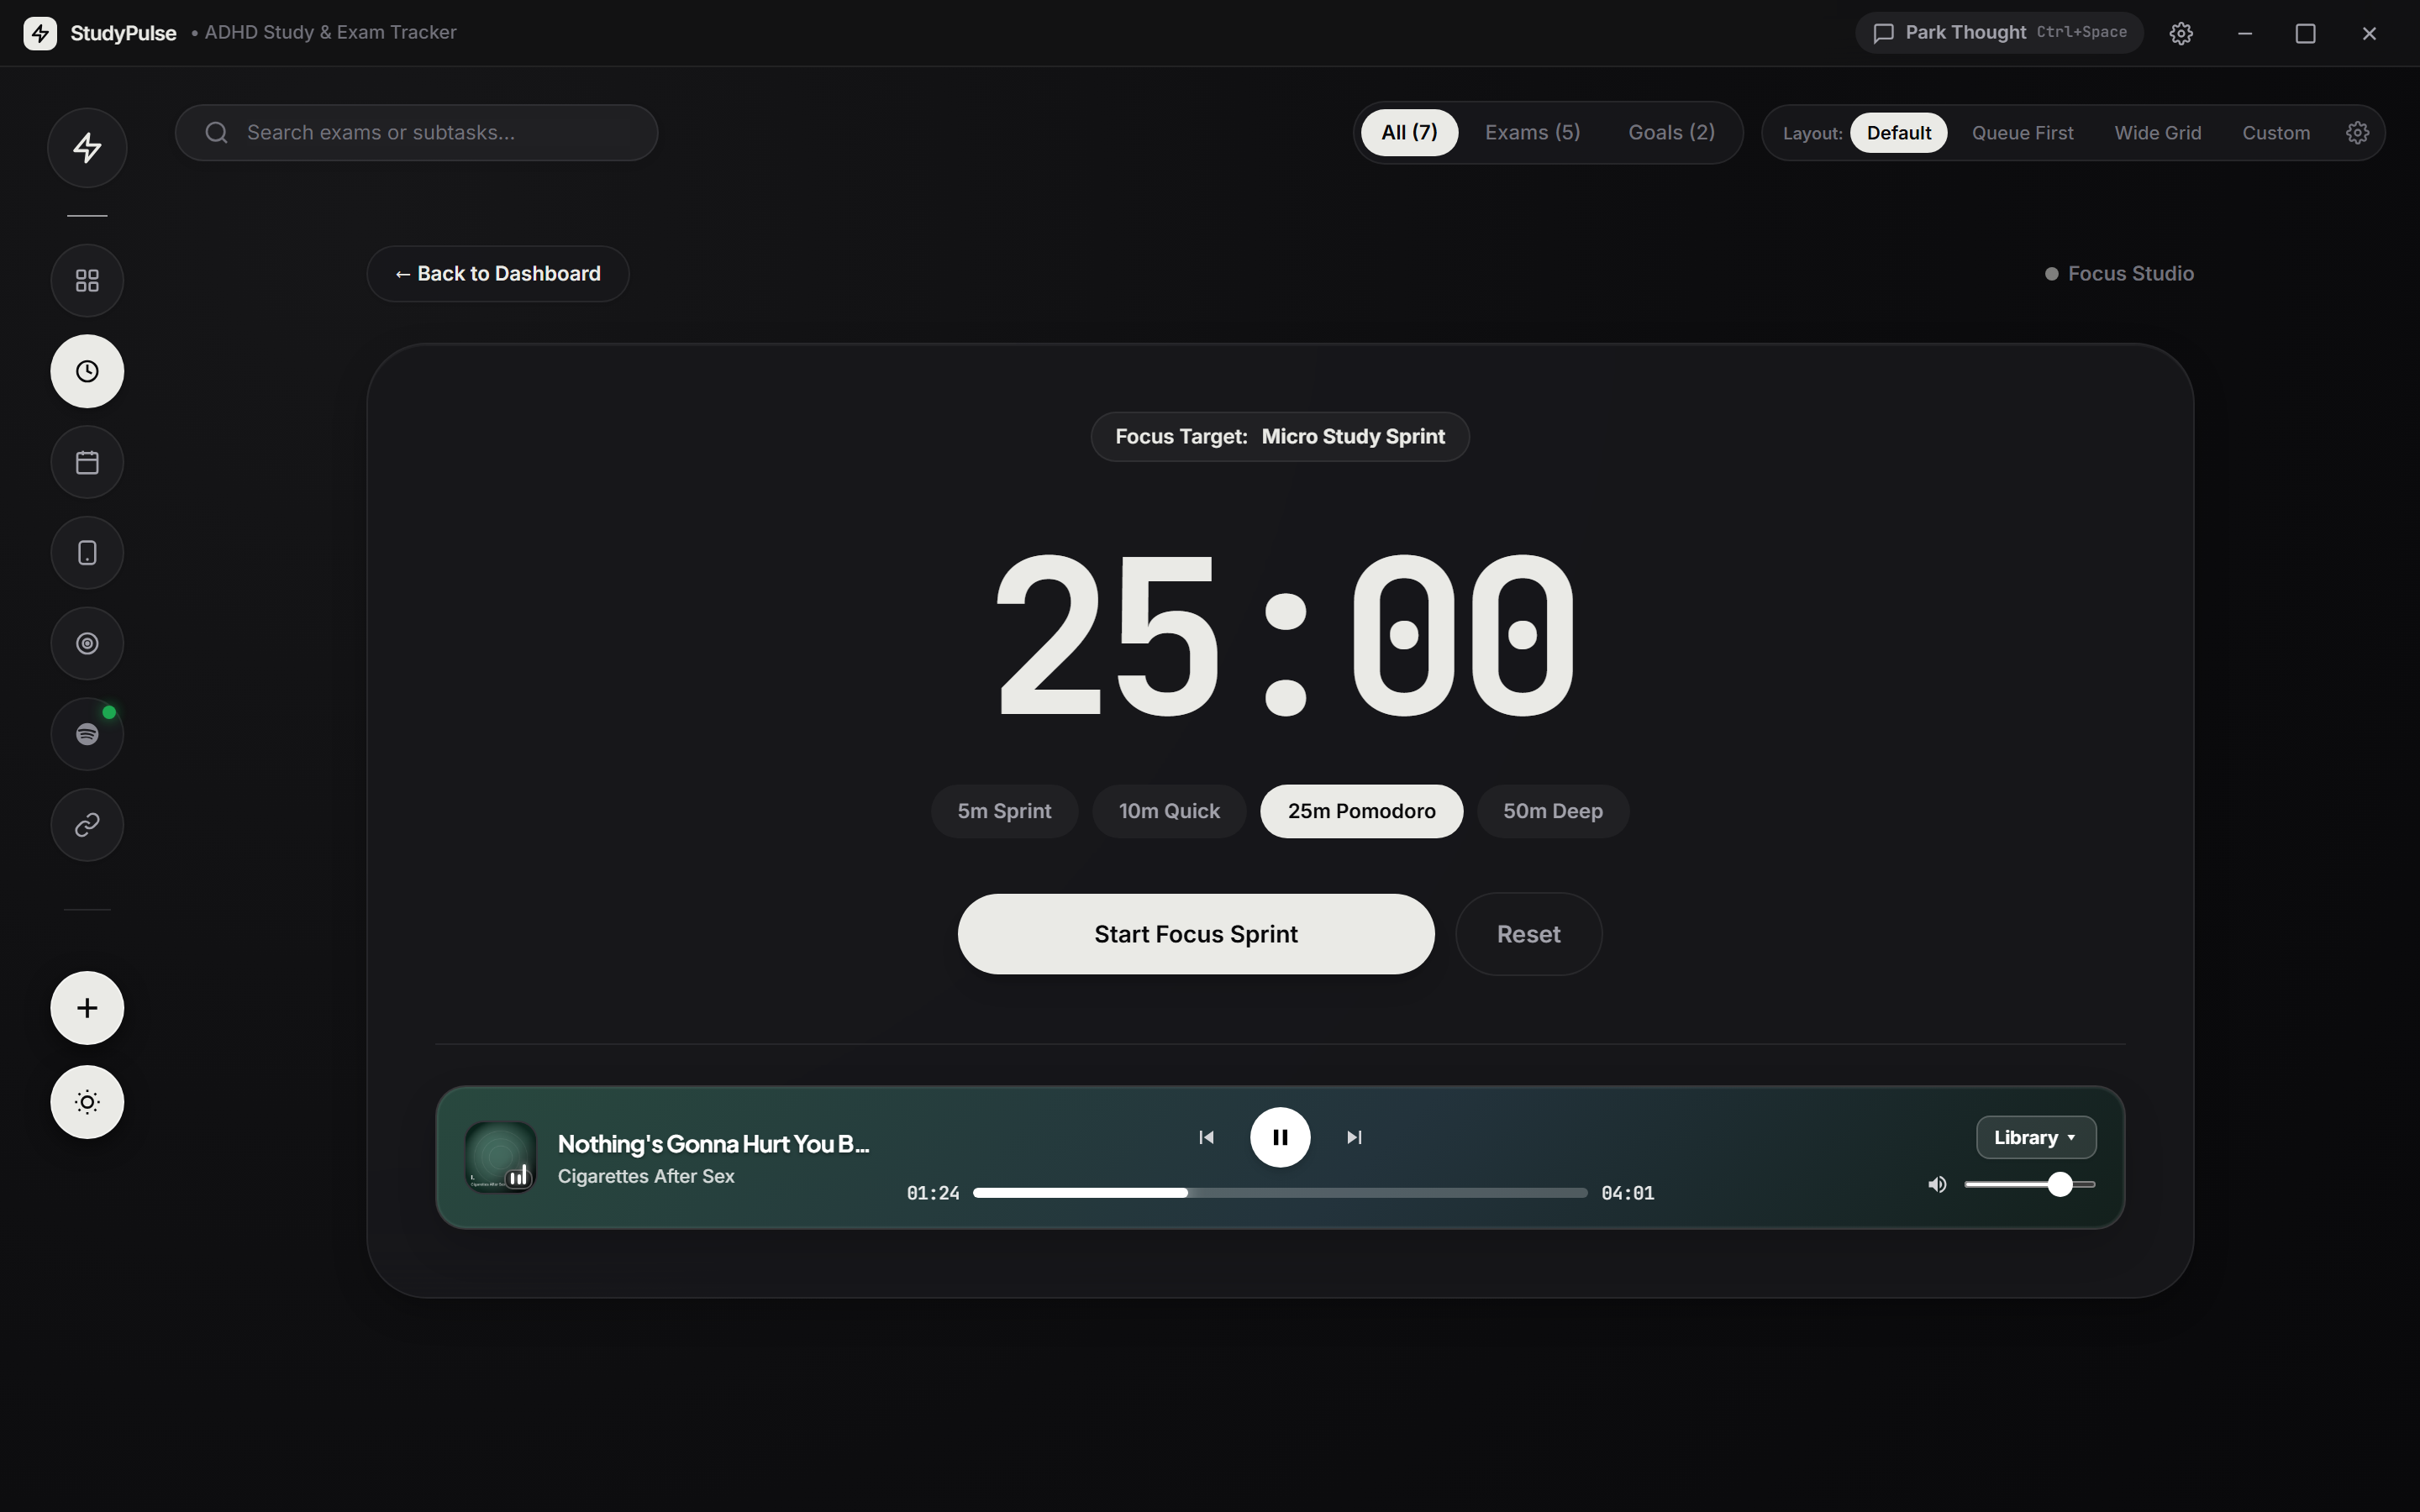 StudyPulse • ADHD Study & Exam Tracker
Park Thought Ctrl+Space
Search exams or subtasks...
All (7) Exams (5) Goals (2)
Layout: Default Queue First Wide Grid Custom
← Back to Dashboard
Focus Studio
Focus Target: Micro Study Sprint
25:00
5m Sprint 10m Quick 25m Pomodoro 50m Deep
Start Focus Sprint Reset
Nothing's Gonna Hurt You B...
Cigarettes After Sex
01:24 04:01
Library